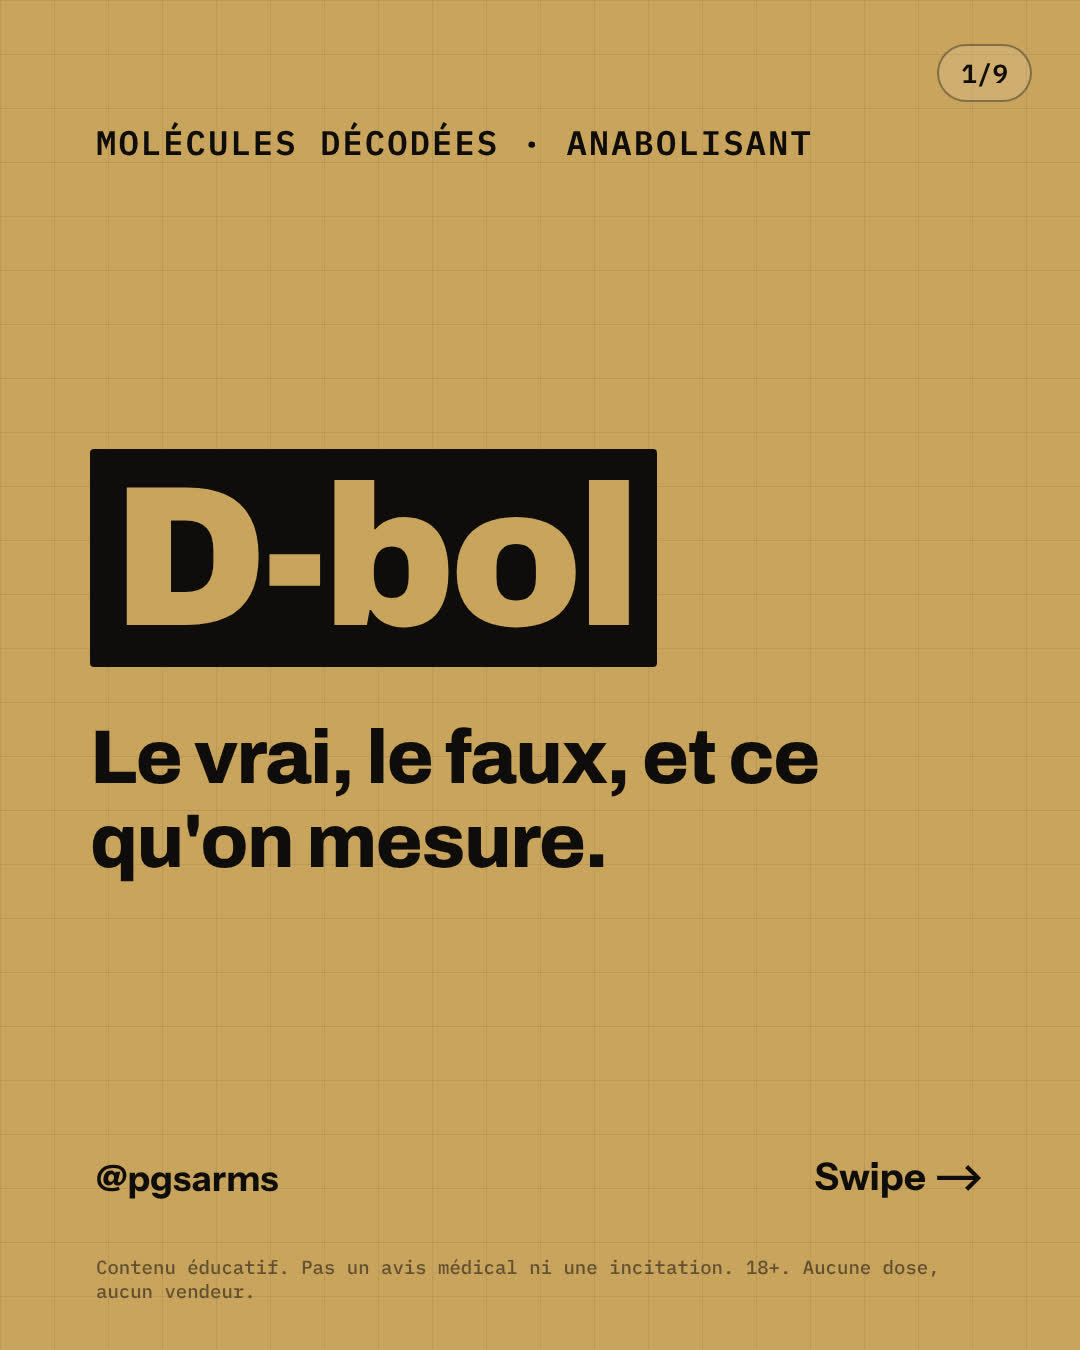 1/9
MOLÉCULES DÉCODÉES · ANABOLISANT
D-bol
Le vrai, le faux, et ce
qu'on mesure.
@pgsarms
Swipe →
Contenu éducatif. Pas un avis médical ni une incitation. 18+. Aucune dose,
aucun vendeur.